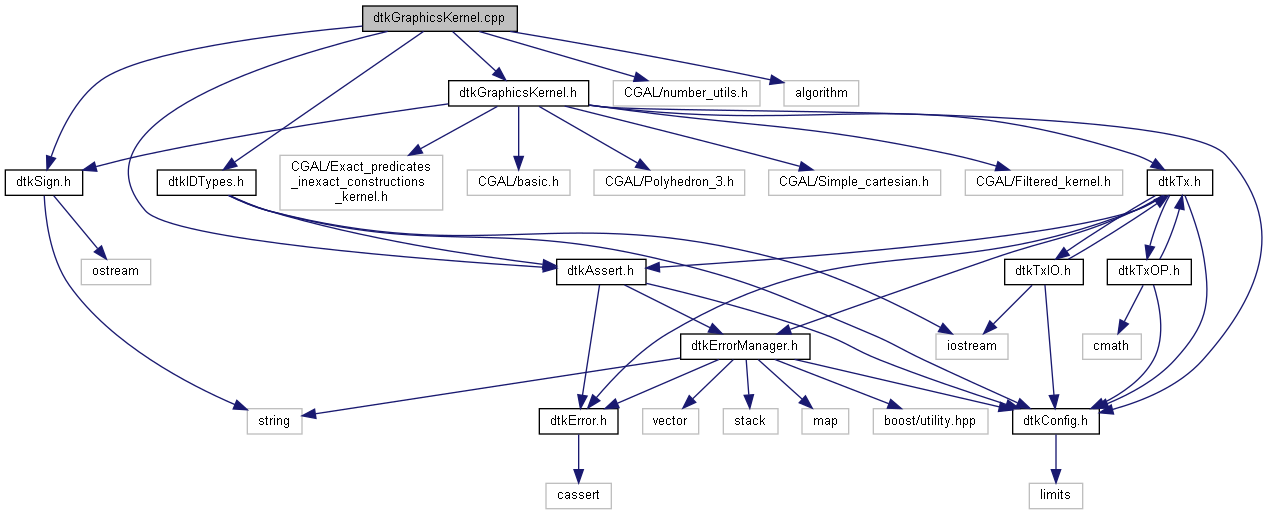 dtkGraphicsKernel.cpp
dtkGraphicsKernel.h
CGAL/number_utils.h
algorithm
dtkSign.h
dtkIDTypes.h
CGAL/Exact_predicates
_inexact_constructions
_kernel.h
CGAL/basic.h
CGAL/Polyhedron_3.h
CGAL/Simple_cartesian.h
CGAL/Filtered_kernel.h
dtkTx.h
ostream
dtkAssert.h
dtkTxIO.h
dtkTxOP.h
dtkErrorManager.h
iostream
cmath
string
dtkError.h
vector
stack
map
boost/utility.hpp
dtkConfig.h
cassert
limits